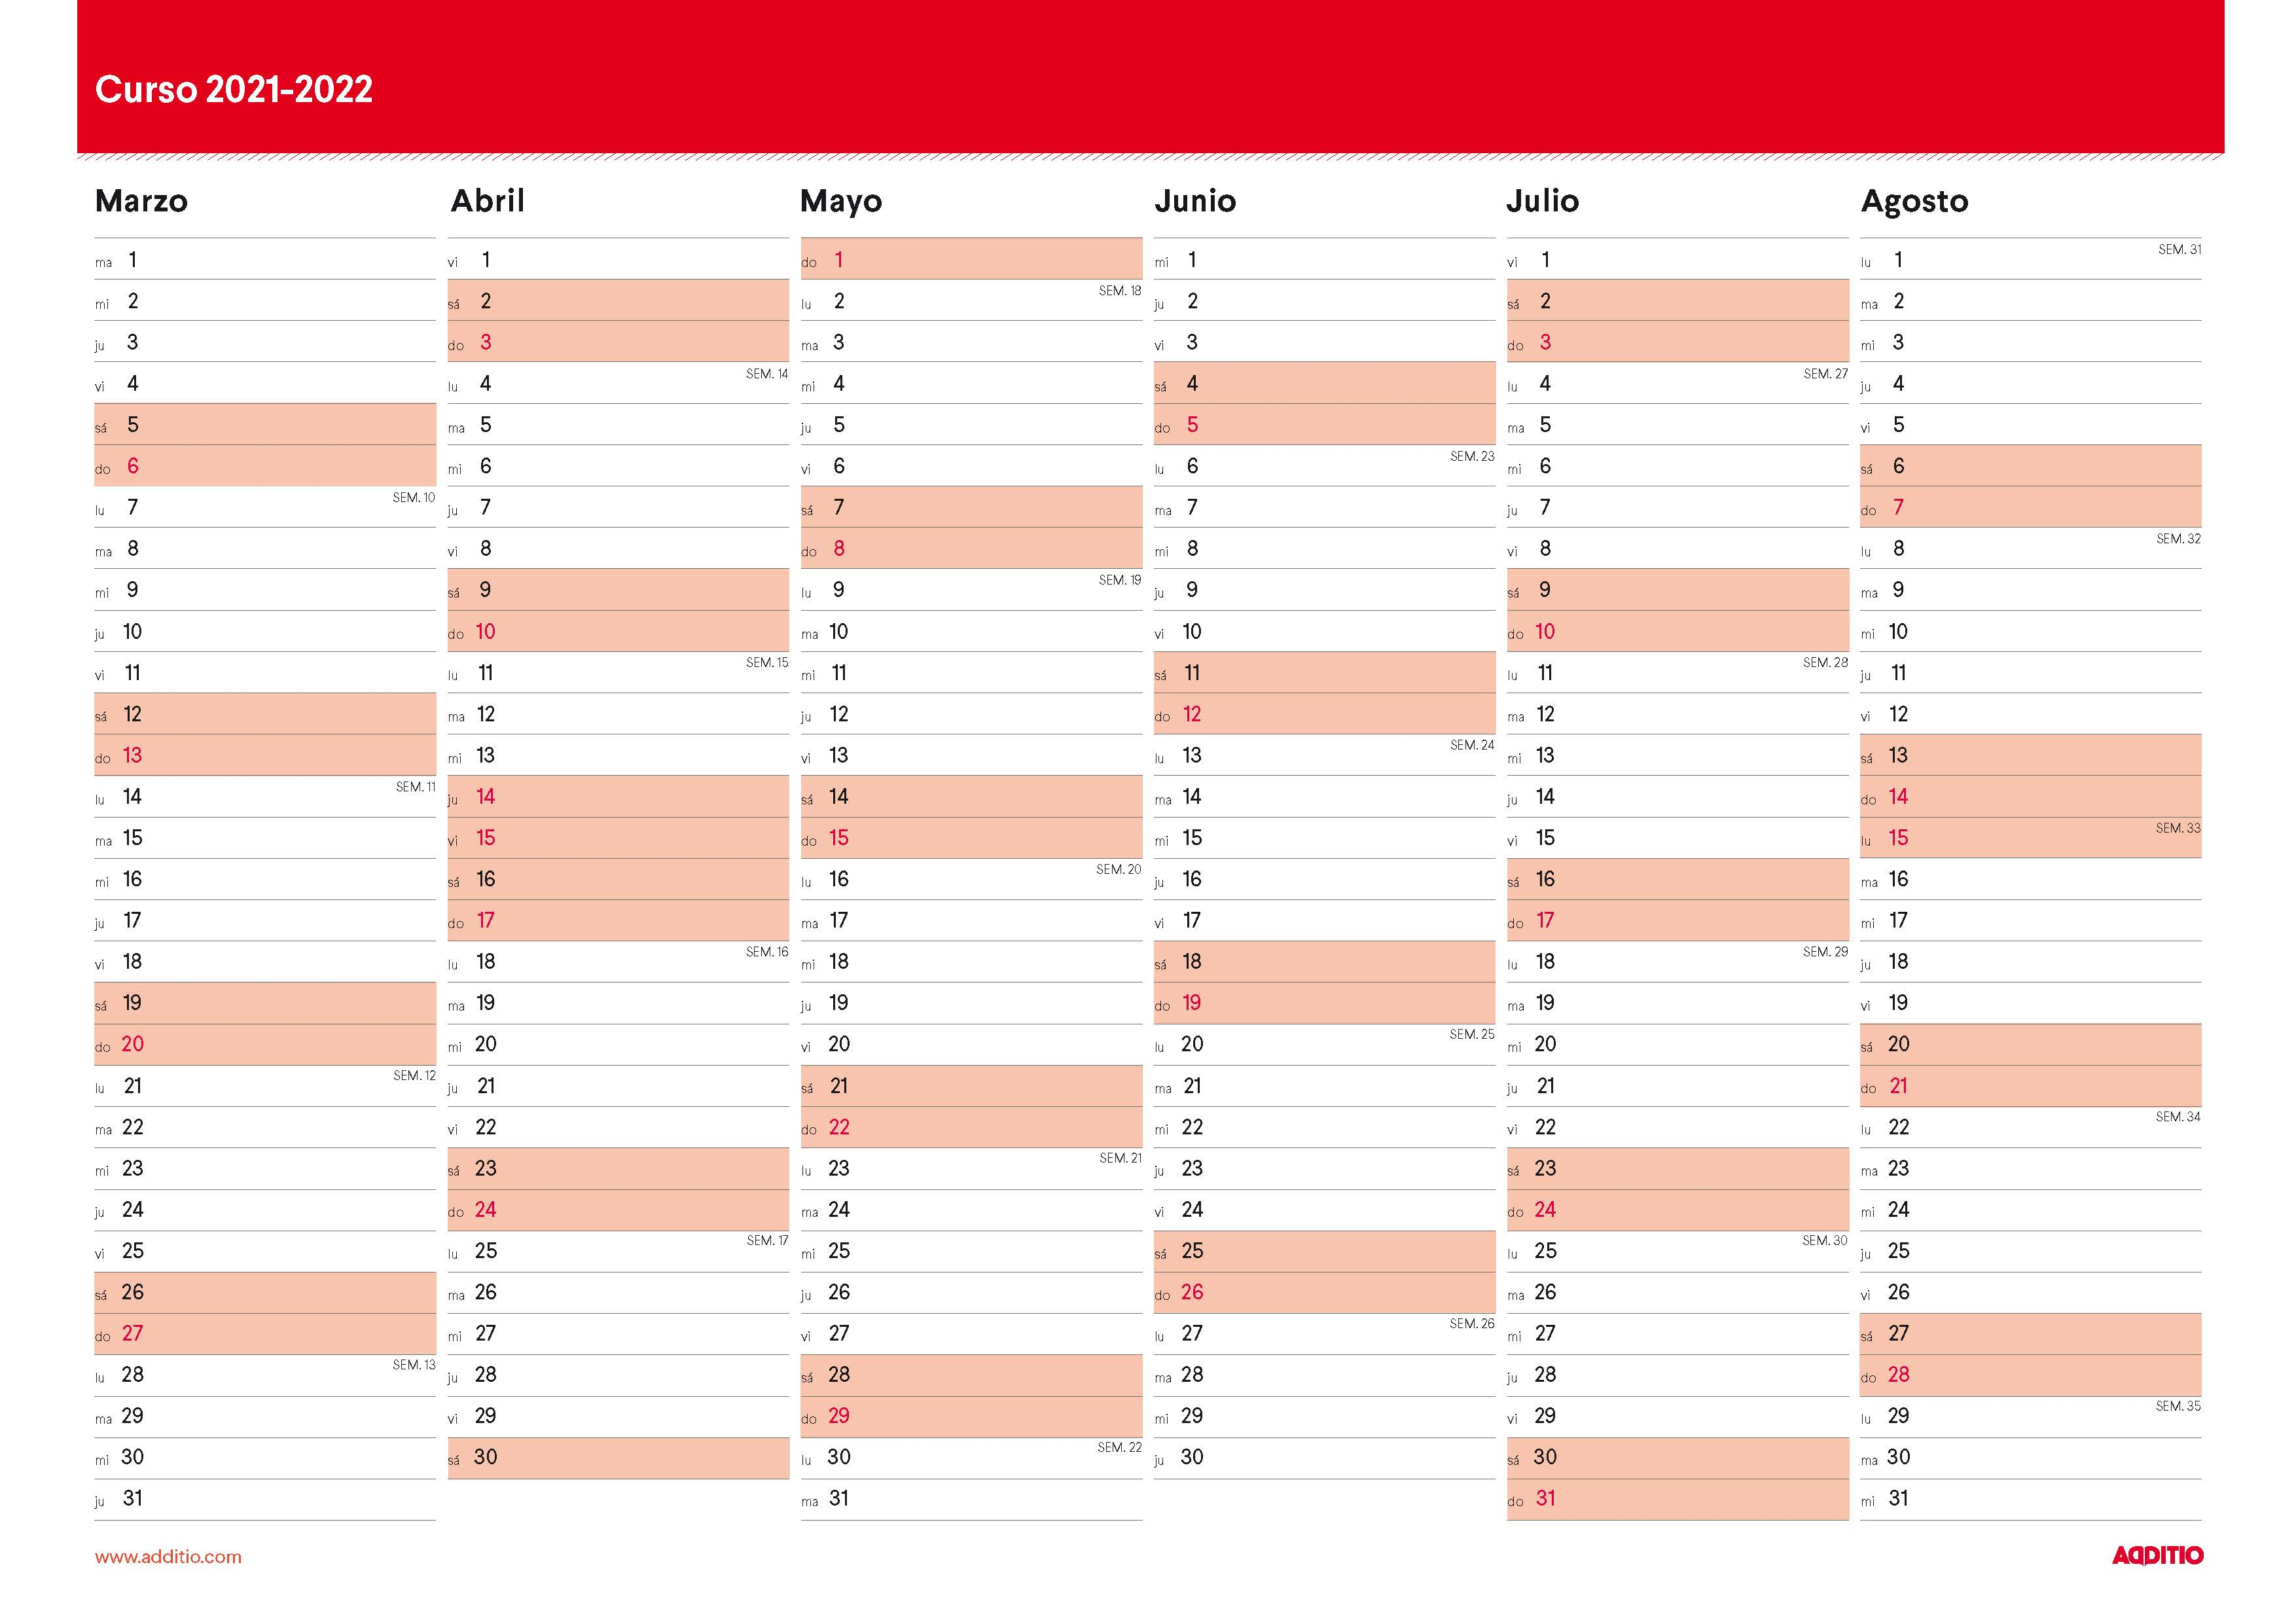 Curso 2021-2022
Marzo
ma 1
mi 2
ju 3
vi 4
sá 5
do 6
lu 7 SEM. 10
ma 8
mi 9
ju 10
vi 11
sá 12
do 13
lu 14 SEM. 11
ma 15
mi 16
ju 17
vi 18
sá 19
do 20
lu 21 SEM. 12
ma 22
mi 23
ju 24
vi 25
sá 26
do 27
lu 28 SEM. 13
ma 29
mi 30
ju 31
Abril
vi 1
sá 2
do 3
lu 4 SEM. 14
ma 5
mi 6
ju 7
vi 8
sá 9
do 10
lu 11 SEM. 15
ma 12
mi 13
ju 14
vi 15
sá 16
do 17
lu 18 SEM. 16
ma 19
mi 20
ju 21
vi 22
sá 23
do 24
lu 25 SEM. 17
ma 26
mi 27
ju 28
vi 29
sá 30
Mayo
do 1
lu 2 SEM. 18
ma 3
mi 4
ju 5
vi 6
sá 7
do 8
lu 9 SEM. 19
ma 10
mi 11
ju 12
vi 13
sá 14
do 15
lu 16 SEM. 20
ma 17
mi 18
ju 19
vi 20
sá 21
do 22
lu 23 SEM. 21
ma 24
mi 25
ju 26
vi 27
sá 28
do 29
lu 30 SEM. 22
ma 31
Junio
mi 1
ju 2
vi 3
sá 4
do 5
lu 6 SEM. 23
ma 7
mi 8
ju 9
vi 10
sá 11
do 12
lu 13 SEM. 24
ma 14
mi 15
ju 16
vi 17
sá 18
do 19
lu 20 SEM. 25
ma 21
mi 22
ju 23
vi 24
sá 25
do 26
lu 27 SEM. 26
ma 28
mi 29
ju 30
Julio
vi 1
sá 2
do 3
lu 4 SEM. 27
ma 5
mi 6
ju 7
vi 8
sá 9
do 10
lu 11 SEM. 28
ma 12
mi 13
ju 14
vi 15
sá 16
do 17
lu 18 SEM. 29
ma 19
mi 20
ju 21
vi 22
sá 23
do 24
lu 25 SEM. 30
ma 26
mi 27
ju 28
vi 29
sá 30
do 31
Agosto
lu 1 SEM. 31
ma 2
mi 3
ju 4
vi 5
sá 6
do 7
lu 8 SEM. 32
ma 9
mi 10
ju 11
vi 12
sá 13
do 14
lu 15 SEM. 33
ma 16
mi 17
ju 18
vi 19
sá 20
do 21
lu 22 SEM. 34
ma 23
mi 24
ju 25
vi 26
sá 27
do 28
lu 29 SEM. 35
ma 30
mi 31
www.additio.com
ADDITIO